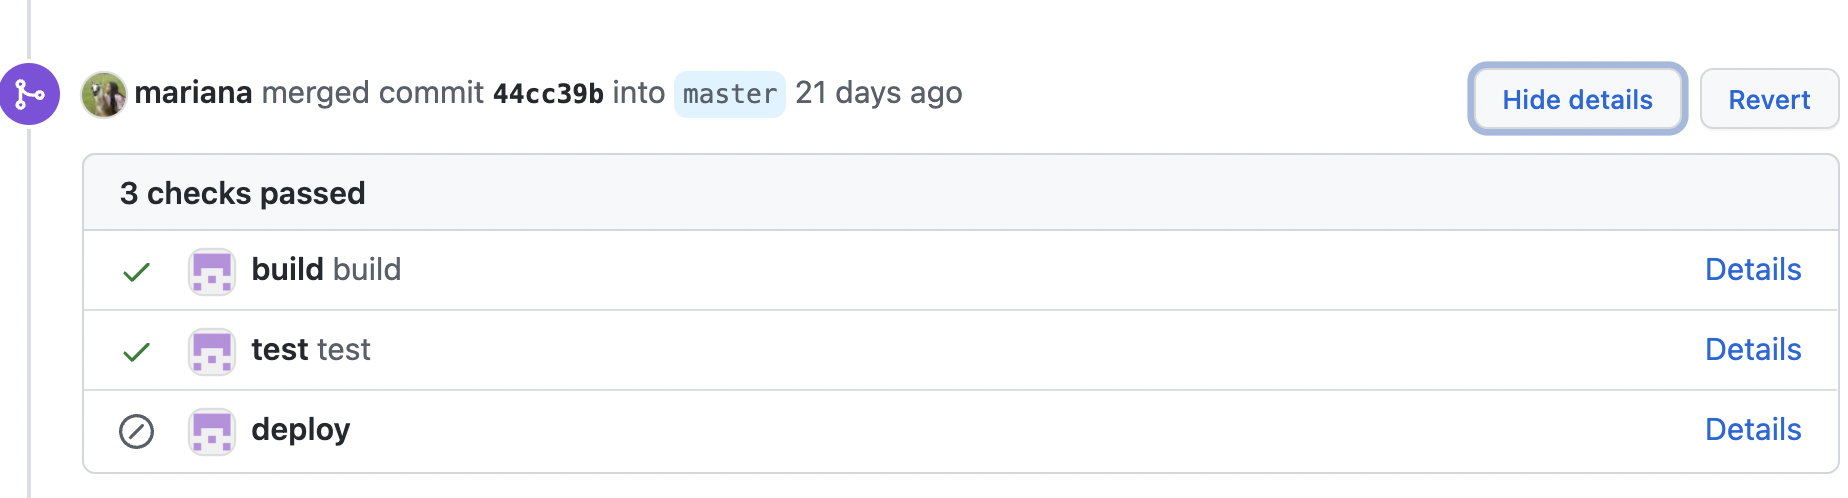 mariana merged commit 44cc39b into master 21 days ago
Hide details
Revert
3 checks passed
build build
Details
test test
Details
deploy
Details